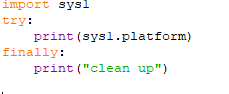 import sys1
try:
    print(sys1.platform)
finally:
    print("clean up")